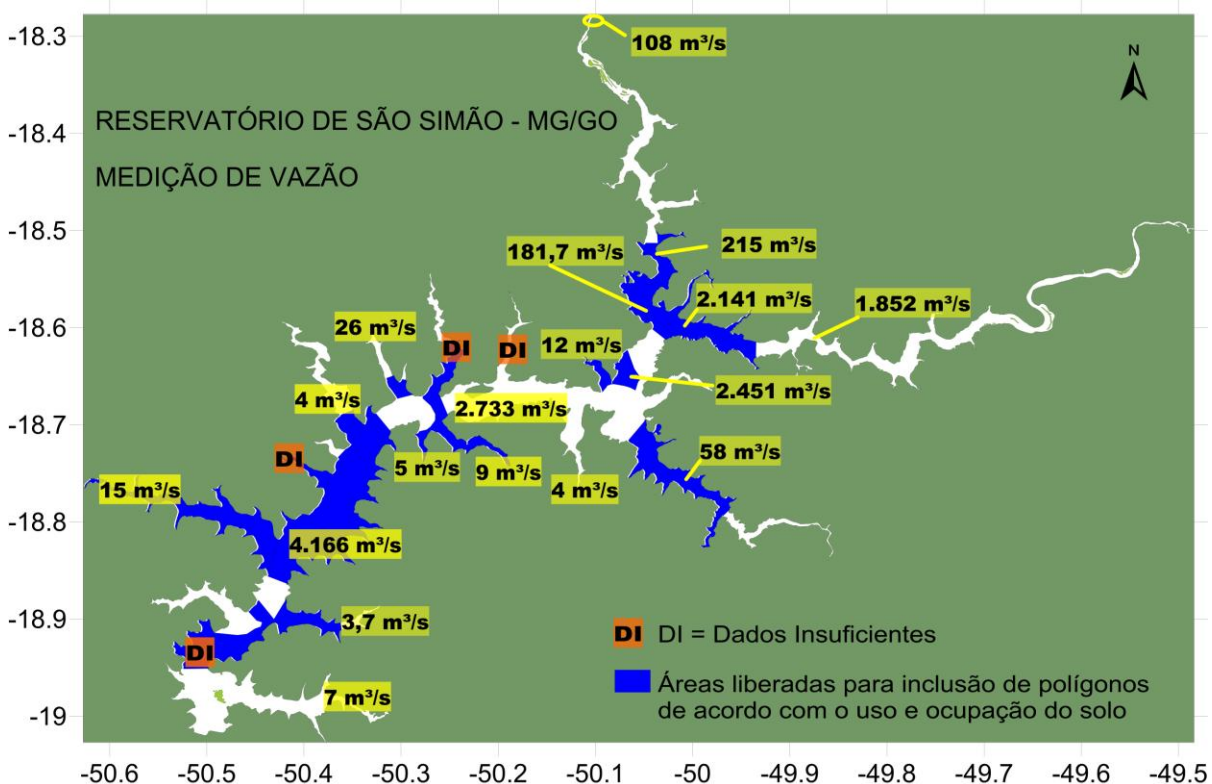 -18.3
108 m³/s
N
RESERVATÓRIO DE SÃO SIMÃO - MG/GO
-18.4
MEDIÇÃO DE VAZÃO
-18.5
181,7 m³/s
215 m³/s
2.141 m³/s
1.852 m³/s
-18.6
26 m³/s
DI
DI
12 m³/s
2.451 m³/s
4 m³/s
2.733 m³/s
-18.7
DI
5 m³/s
9 m³/s
4 m³/s
58 m³/s
15 m³/s
-18.8
4.166 m³/s
-18.9
3,7 m³/s
DI
DI DI = Dados Insuficientes
7 m³/s
Áreas liberadas para inclusão de polígonos
de acordo com o uso e ocupação do solo
-19
-50.6 -50.5 -50.4 -50.3 -50.2 -50.1 -50 -49.9 -49.8 -49.7 -49.6 -49.5